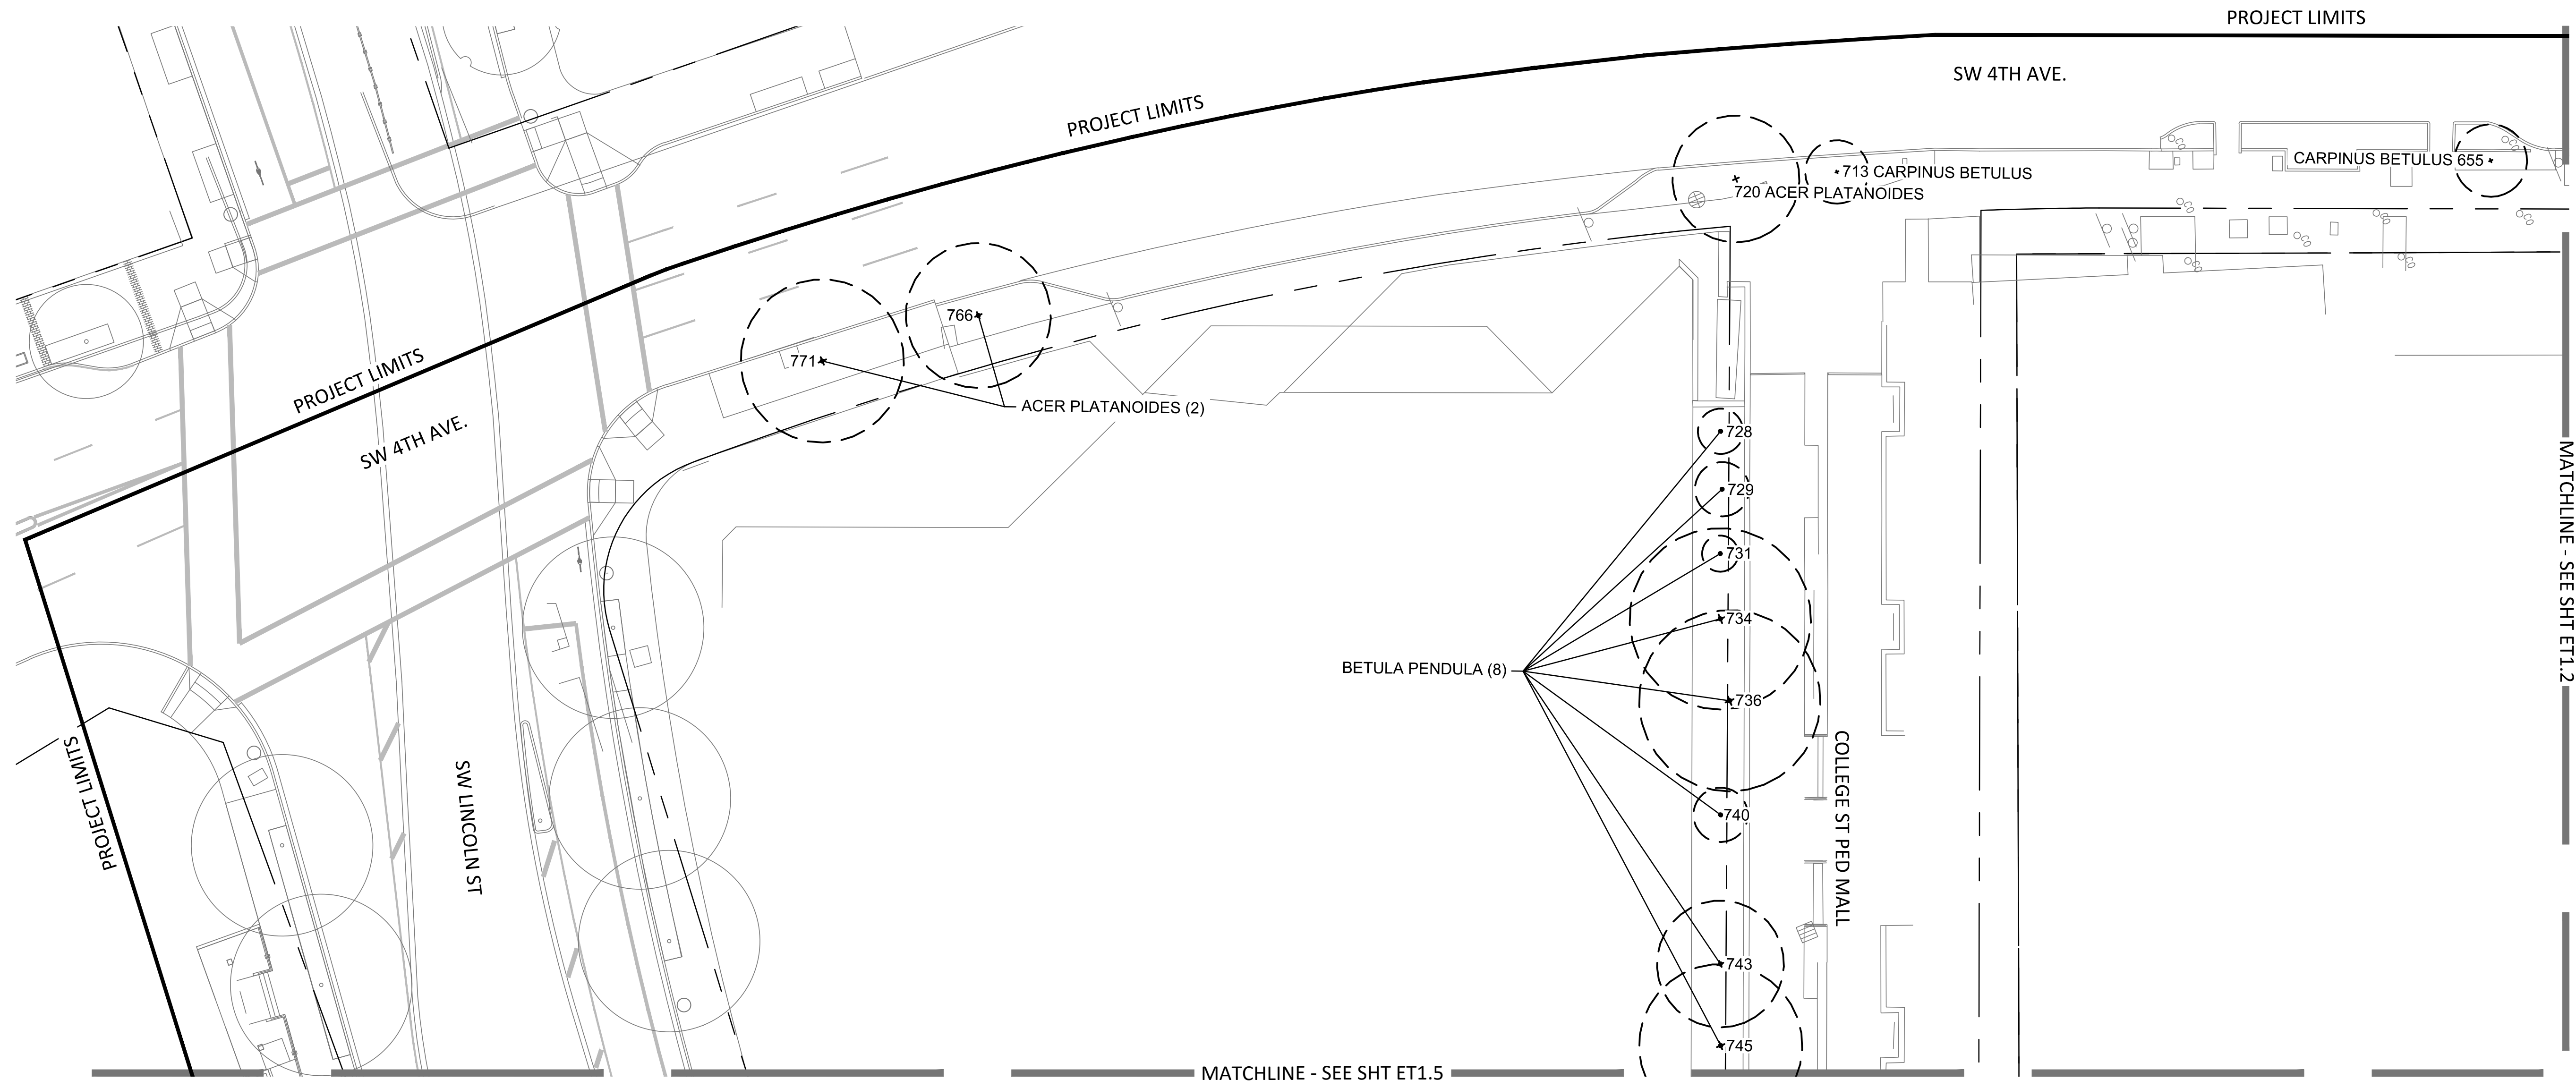 PROJECT LIMITS
SW 4TH AVE.
PROJECT LIMITS
CARPINUS BETULUS 655
713 CARPINUS BETULUS
720 ACER PLATANOIDES
766
771
PROJECT LIMITS
ACER PLATANOIDES (2)
SW 4TH AVE.
728
729
731
734
BETULA PENDULA (8)
736
740
743
745
COLLEGE ST PED MALL
MATCHLINE - SEE SHT ET1.2
PROJECT LIMITS
SW LINCOLN ST
MATCHLINE - SEE SHT ET1.5